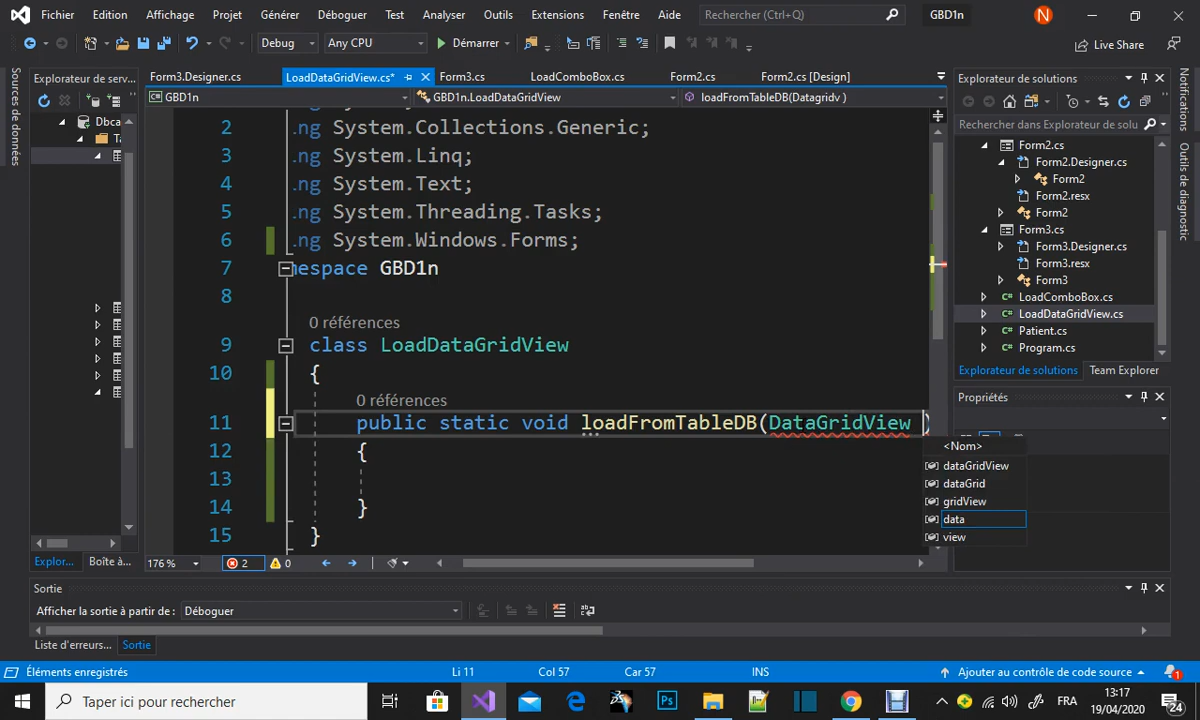 Fichier Edition Affichage Projet Générer Déboguer Test Analyser Outils Extensions Fenêtre Aide Rechercher (Ctrl+Q) GBD1n N
Debug Any CPU Démarrer Live Share
Sources de données
Explorateur de serv...
Form3.Designer.cs LoadDataGridView.cs* Form3.cs LoadComboBox.cs Form2.cs Form2.cs [Design]
GBD1n GBD1n.LoadDataGridView loadFromTableDB(Datagridv )
Dbca
Ta
2 .ng System.Collections.Generic;
3 .ng System.Linq;
4 .ng System.Text;
5 .ng System.Threading.Tasks;
6 .ng System.Windows.Forms;
7 nespace GBD1n
8
0 références
9 class LoadDataGridView
10 {
0 références
11 public static void loadFromTableDB(DataGridView )
12 {
13
14 }
15 }
<Nom>
dataGridView
dataGrid
gridView
data
view
Explorateur de solutions
Rechercher dans Explorateur de solu
Form2.cs
Form2.Designer.cs
Form2
Form2.resx
Form2
Form3.cs
Form3.Designer.cs
Form3.resx
Form3
LoadComboBox.cs
LoadDataGridView.cs
Patient.cs
Program.cs
Explorateur de solutions Team Explorer
Propriétés
Notifications
Outils de diagnostic
Explor... Boîte à...
176 % 2 0
Sortie
Afficher la sortie à partir de : Déboguer
Liste d'erreurs... Sortie
Éléments enregistrés Li 11 Col 57 Car 57 INS Ajouter au contrôle de code source 1
Taper ici pour rechercher Ps FRA 13:17 19/04/2020 24